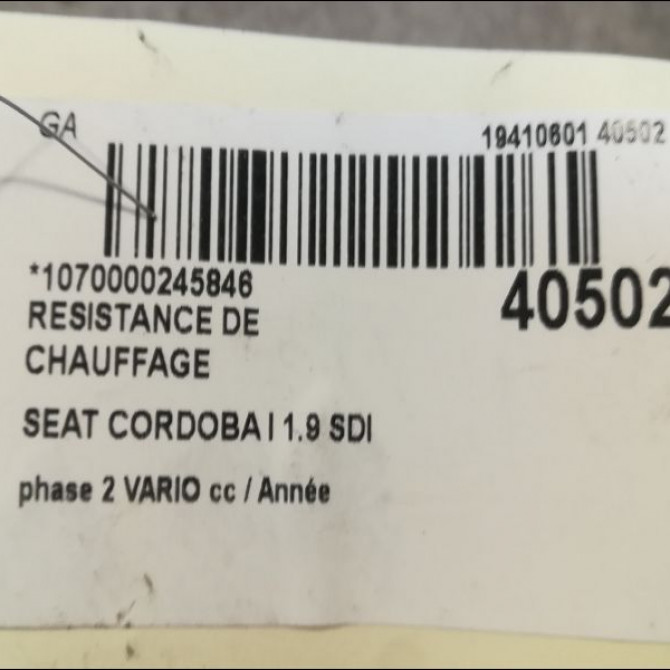 GA
19410601 40502
*1070000245846
40502
RESISTANCE DE
CHAUFFAGE
SEAT CORDOBA I 1.9 SDI
phase 2 VARIO cc / Année